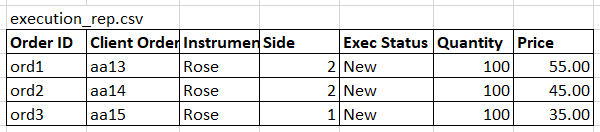 execution_rep.csv
Order ID Client Order Instrumen Side Exec Status Quantity Price
ord1 aa13 Rose 2 New 100 55.00
ord2 aa14 Rose 2 New 100 45.00
ord3 aa15 Rose 1 New 100 35.00